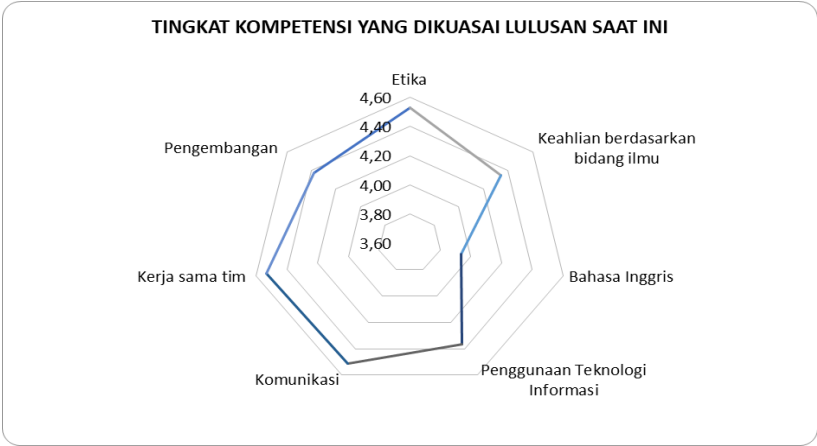 TINGKAT KOMPETENSI YANG DIKUASAI LULUSAN SAAT INI
Etika
4,60
4,40
4,20
4,00
3,80
3,60
Keahlian berdasarkan
bidang ilmu
Bahasa Inggris
Penggunaan Teknologi
Informasi
Komunikasi
Kerja sama tim
Pengembangan